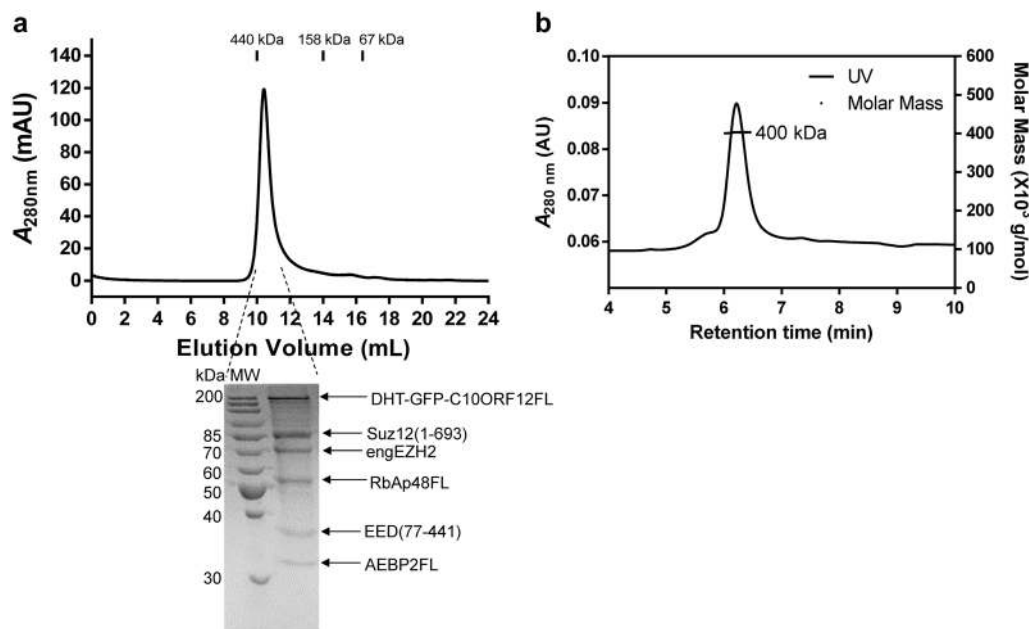 a
440 kDa 158 kDa 67 kDa
140
120
100
80
60
40
20
0
A280nm (mAU)
0 2 4 6 8 10 12 14 16 18 20 22 24
Elution Volume (mL)
kDa MW
200
85
70
60
50
40
30
DHT-GFP-C10ORF12FL
Suz12(1-693)
engEZH2
RbAp48FL
EED(77-441)
AEBP2FL
b
0.10
0.09
0.08
0.07
0.06
A280 nm (AU)
UV
Molar Mass
400 kDa
600
500
400
300
200
100
0
Molar Mass (X10³ g/mol)
4 5 6 7 8 9 10
Retention time (min)